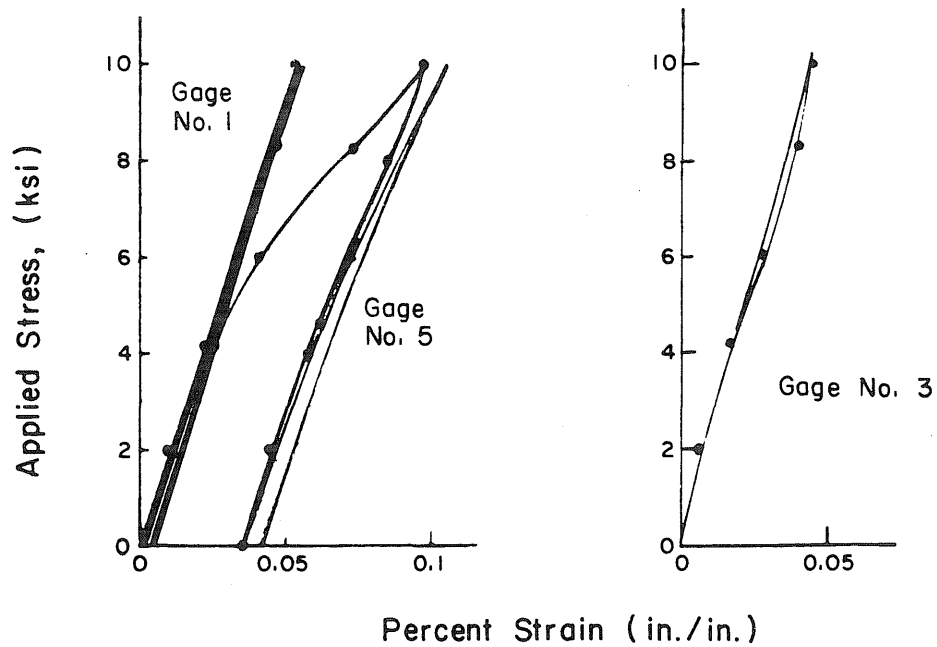 Applied Stress, (ksi)
10
8
6
4
2
0
Gage
No. 1
Gage
No. 5
0
0.05
0.1
10
8
6
4
2
0
Gage No. 3
0
0.05
Percent Strain (in./in.)